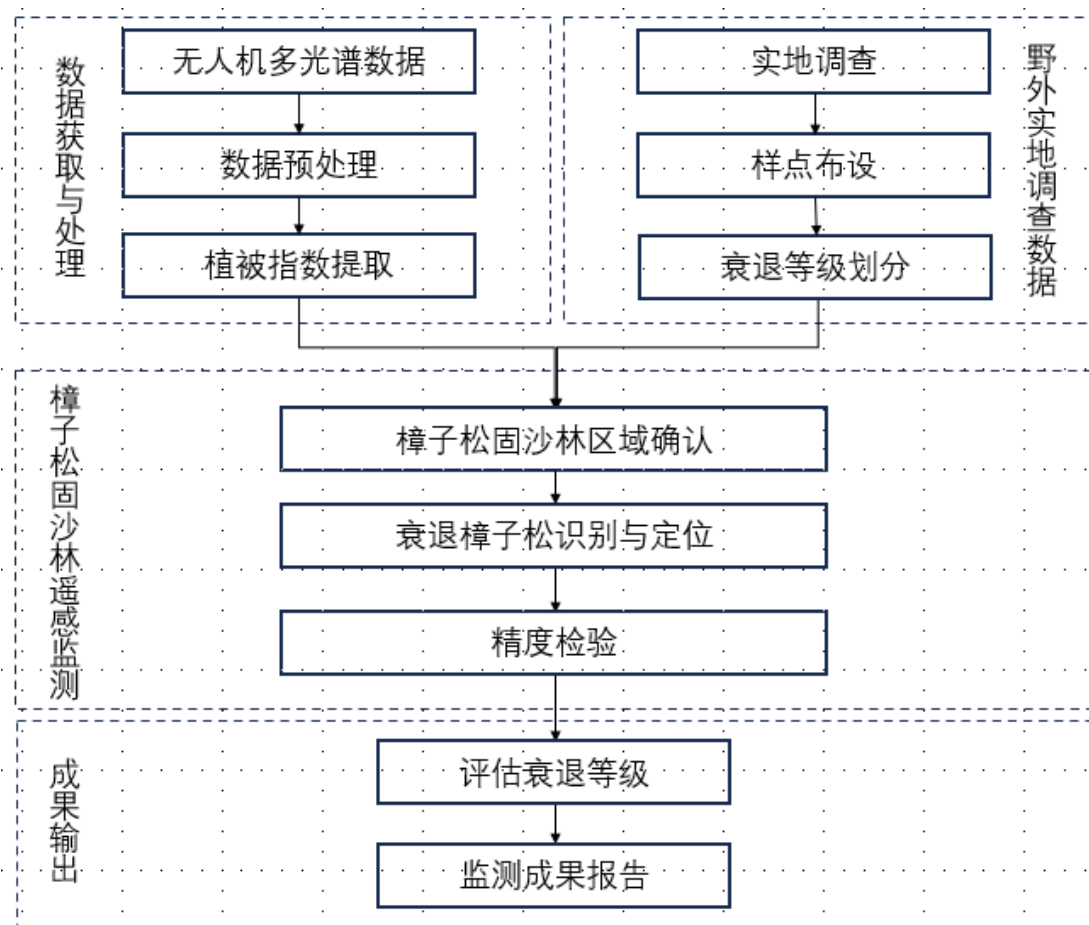 数据获取与处理
无人机多光谱数据
数据预处理
植被指数提取
野外实地调查数据
实地调查
样点布设
衰退等级划分
樟子松固沙林遥感监测
樟子松固沙林区域确认
衰退樟子松识别与定位
精度检验
成果输出
评估衰退等级
监测成果报告